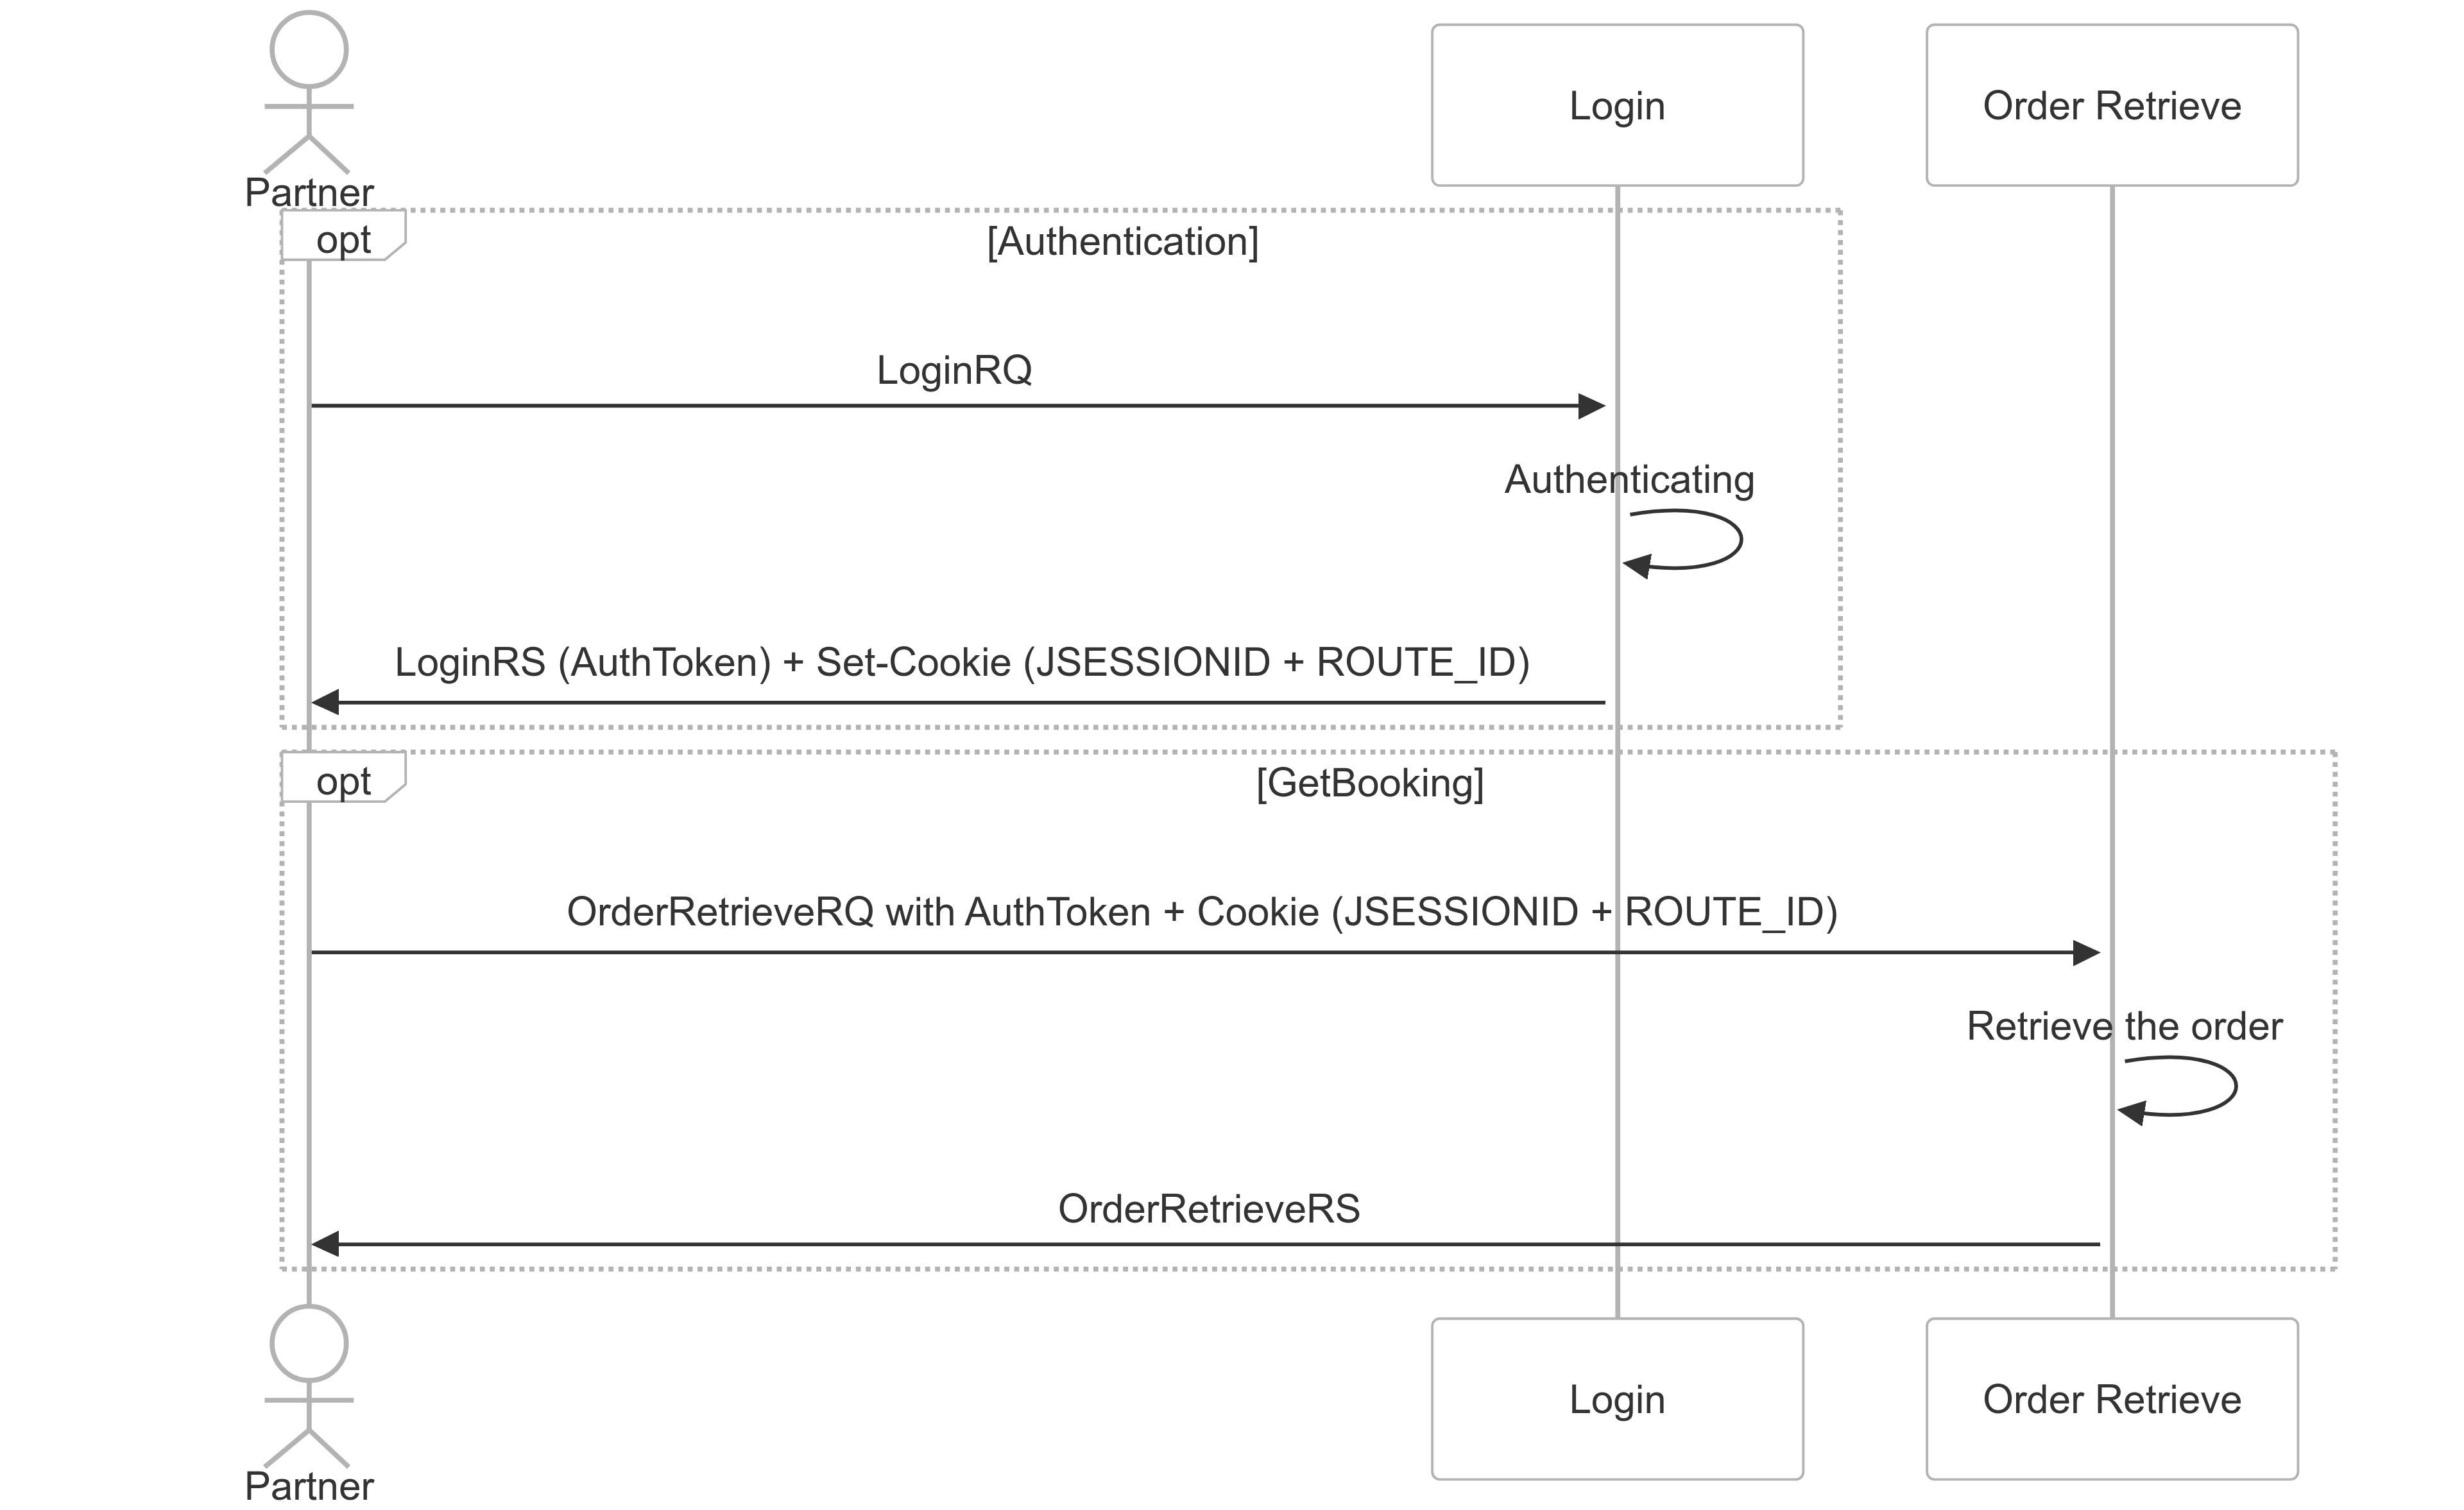 Partner
Login
Order Retrieve
opt
[Authentication]
LoginRQ
Authenticating
LoginRS (AuthToken) + Set-Cookie (JSESSIONID + ROUTE_ID)
opt
[GetBooking]
OrderRetrieveRQ with AuthToken + Cookie (JSESSIONID + ROUTE_ID)
Retrieve the order
OrderRetrieveRS
Login
Order Retrieve
Partner